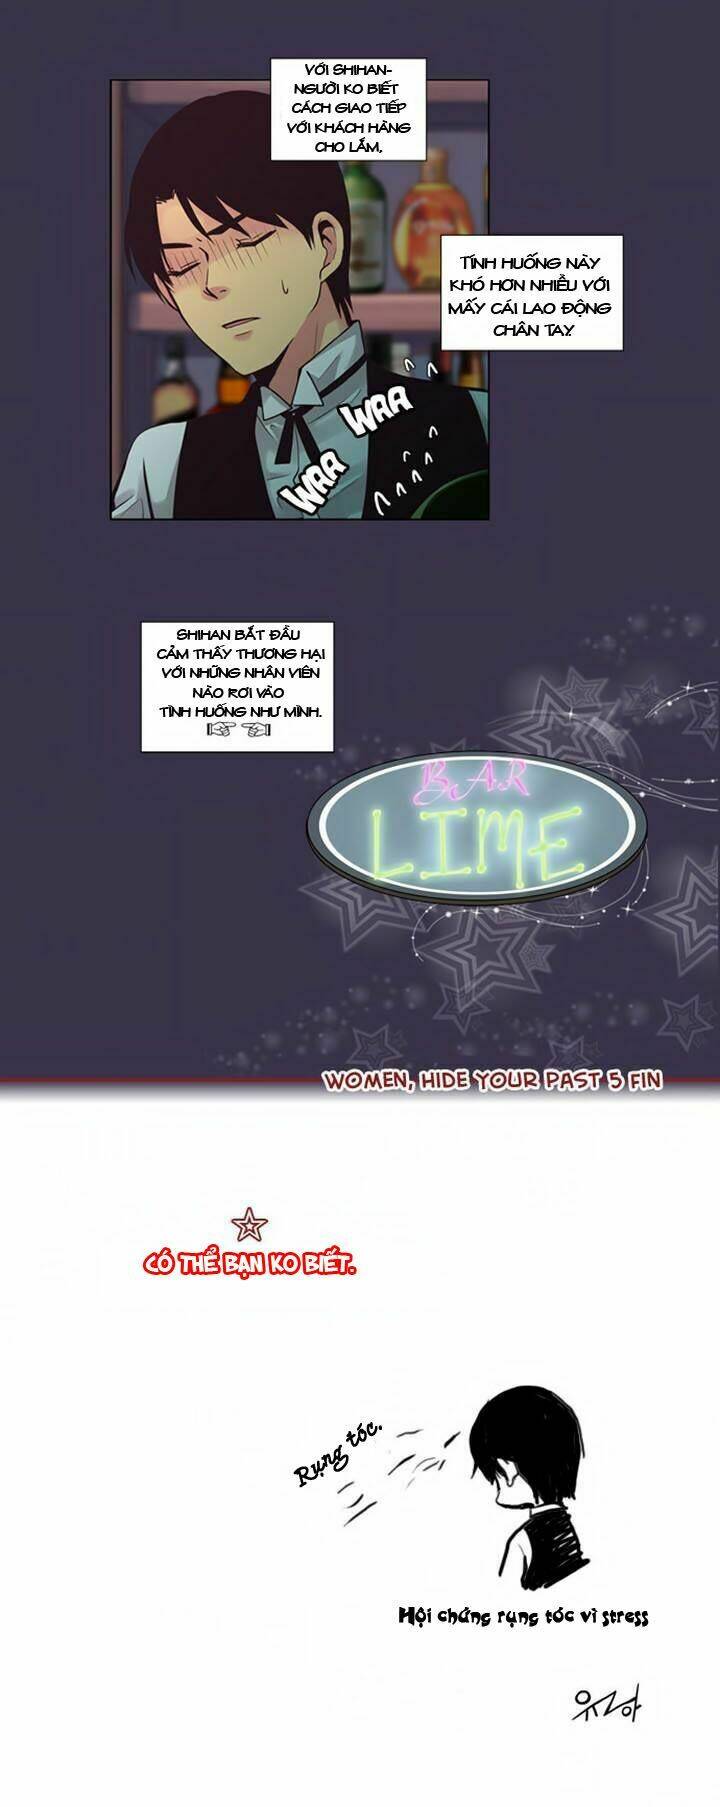 VỚI SHIHAN-
NGƯỜI KO BIẾT
CÁCH GIAO TIẾP
VỚI KHÁCH HÀNG
CHO LẮM,
TÍNH HUỐNG NÀY
KHÓ HƠN NHIỀU VỚI
MẤY CÁI LAO ĐỘNG
CHÂN TAY.
WAA WAA
WAA WAA
SHIHAN BẮT ĐẦU
CẢM THẤY THƯƠNG HẠI
VỚI NHỮNG NHÂN VIÊN
NÀO RƠI VÀO
TÌNH HUỐNG NHƯ MÌNH.
BAR
LIME
WOMEN, HIDE YOUR PAST 5 FIN
CÓ THỂ BẠN KO BIẾT.
Rụng tóc.
Hội chứng rụng tóc vì stress